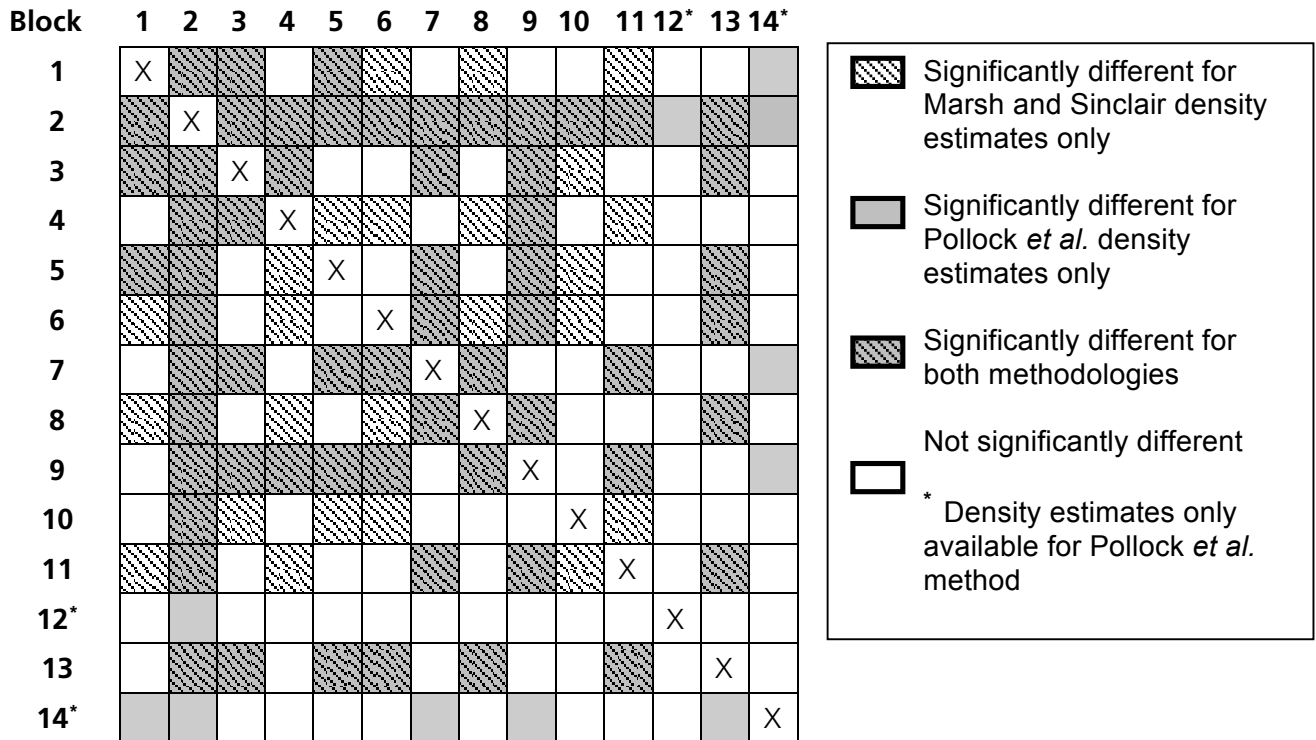 Block 1 2 3 4 5 6 7 8 9 10 11 12* 13 14*
1 X
2 X
3 X
4 X
5 X
6 X
7 X
8 X
9 X
10 X
11 X
12* X
13 X
14* X
Significantly different for
Marsh and Sinclair density
estimates only
Significantly different for
Pollock et al. density
estimates only
Significantly different for
both methodologies
Not significantly different
* Density estimates only
available for Pollock et al.
method